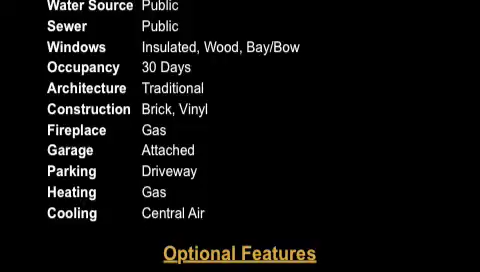 Water Source Public
Sewer Public
Windows Insulated, Wood, Bay/Bow
Occupancy 30 Days
Architecture Traditional
Construction Brick, Vinyl
Fireplace Gas
Garage Attached
Parking Driveway
Heating Gas
Cooling Central Air
Optional Features